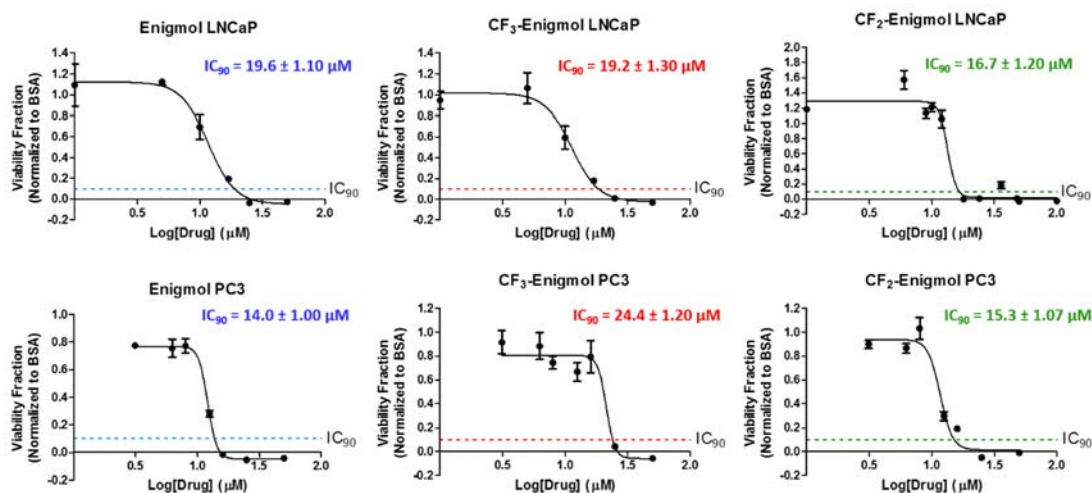 Enigmol LNCaP
IC90 = 19.6 ± 1.10 µM
Viability Fraction
(Normalized to BSA)
1.4
1.2
1.0
0.8
0.6
0.4
0.2
0.0
-0.2
0.5
1.0
1.5
2.0
IC90
Log[Drug] (µM)
CF3-Enigmol LNCaP
IC90 = 19.2 ± 1.30 µM
Viability Fraction
(Normalized to BSA)
1.4
1.2
1.0
0.8
0.6
0.4
0.2
0.0
-0.2
0.5
1.0
1.5
2.0
IC90
Log[Drug] (µM)
CF2-Enigmol LNCaP
IC90 = 16.7 ± 1.20 µM
Viability Fraction
(Normalized to BSA)
2.0
1.8
1.6
1.4
1.2
1.0
0.8
0.6
0.4
0.2
0.0
-0.2
0.5
1.0
1.5
2.0
IC90
Log[Drug] (µM)
Enigmol PC3
IC90 = 14.0 ± 1.00 µM
Viability Fraction
(Normalized to BSA)
1.0
0.8
0.6
0.4
0.2
0.0
-0.2
0.5
1.0
1.5
2.0
IC90
Log[Drug] (µM)
CF3-Enigmol PC3
IC90 = 24.4 ± 1.20 µM
Viability Fraction
(Normalized to BSA)
1.2
1.0
0.8
0.6
0.4
0.2
0.0
-0.2
0.5
1.0
1.5
2.0
IC90
Log[Drug] (µM)
CF2-Enigmol PC3
IC90 = 15.3 ± 1.07 µM
Viability Fraction
(Normalized to BSA)
1.2
1.0
0.8
0.6
0.4
0.2
0.0
-0.2
0.5
1.0
1.5
2.0
IC90
Log[Drug] (µM)